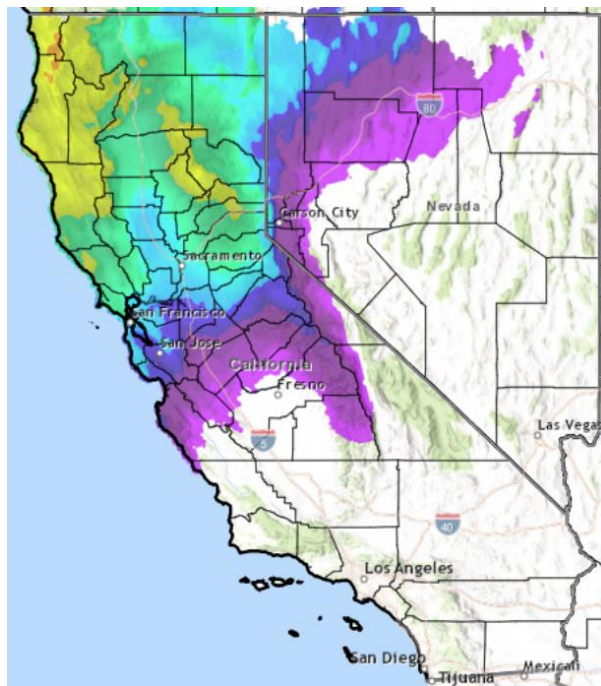 80
Carson City
Nevada
Sacramento
San Francisco
San Jose
California
Fresno
5
Las Vegas
40
Los Angeles
San Diego
Tijuana
Mexicali